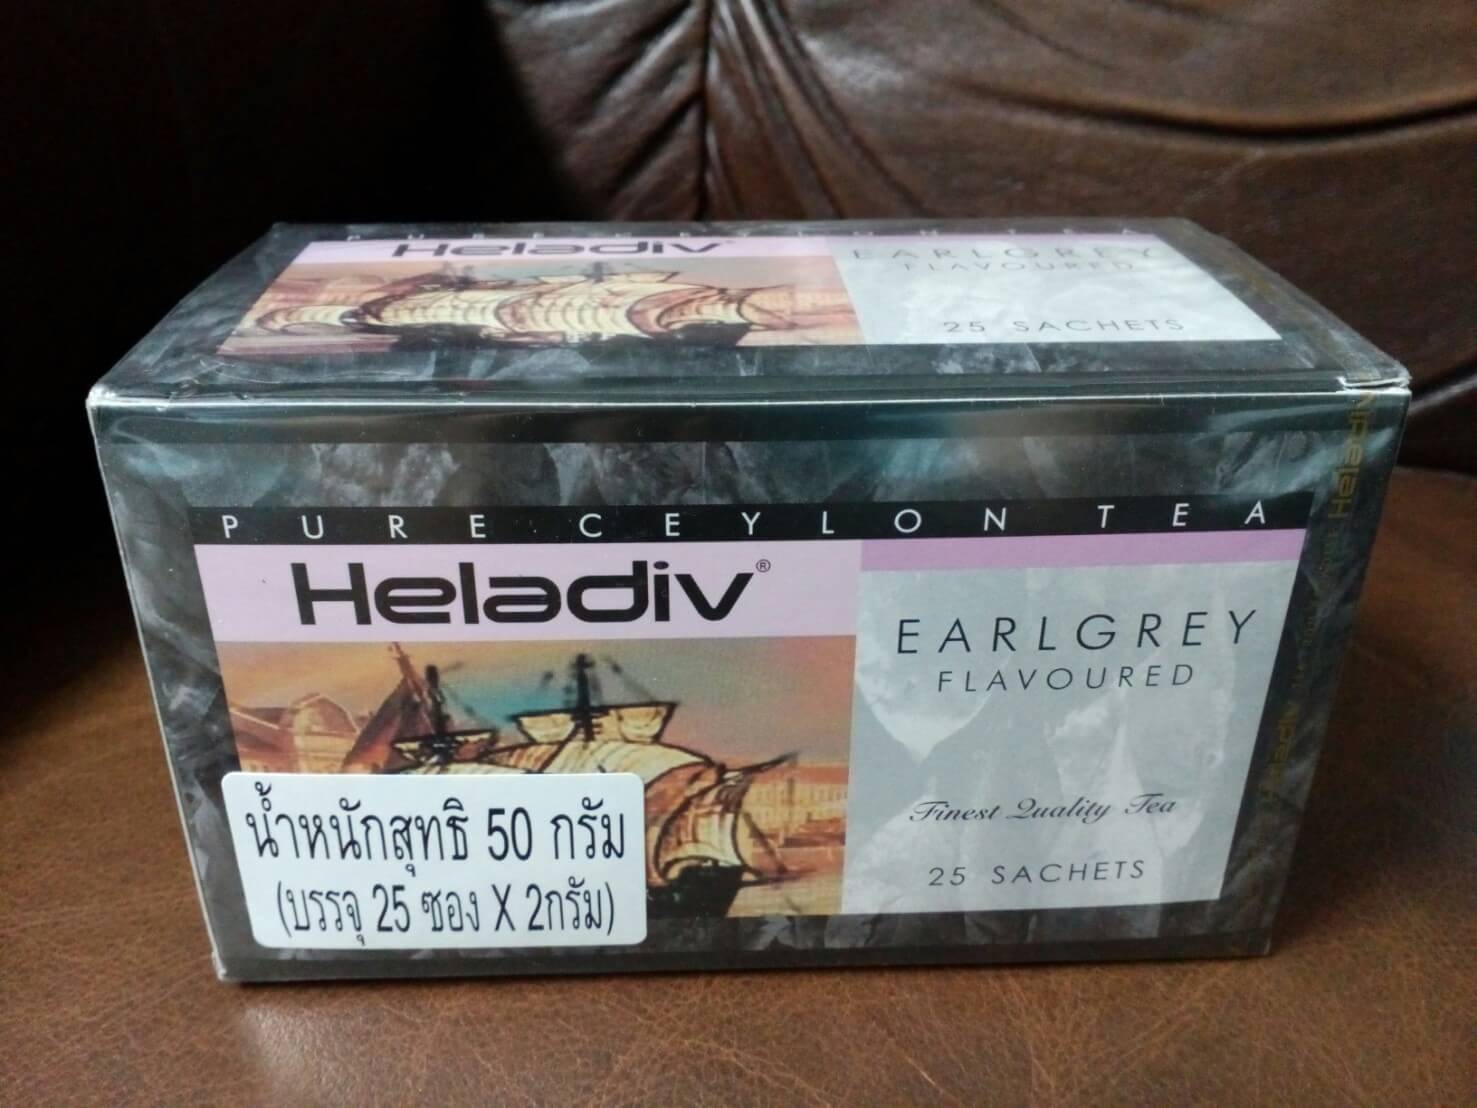 PURE CEYLON TEA
Heladiv®
EARLGREY
FLAVOURED
25 SACHETS
PURE CEYLON TEA
Heladiv®
EARLGREY
FLAVOURED
Finest Quality Tea
25 SACHETS
น้ำหนักสุทธิ 50 กรัม
(บรรจุ 25 ซอง X 2กรัม)
Heladiv
Heladiv